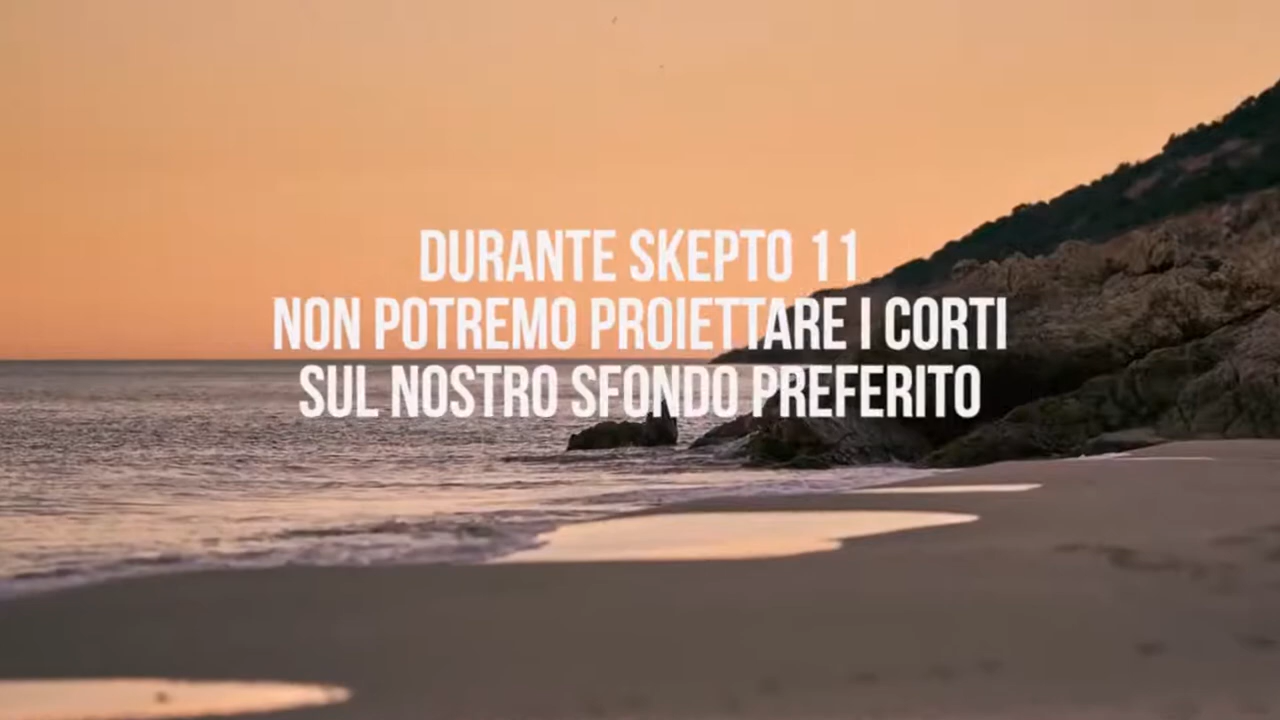 DURANTE SKEPTO 11
NON POTREMO PROIETTARE I CORTI
SUL NOSTRO SFONDO PREFERITO